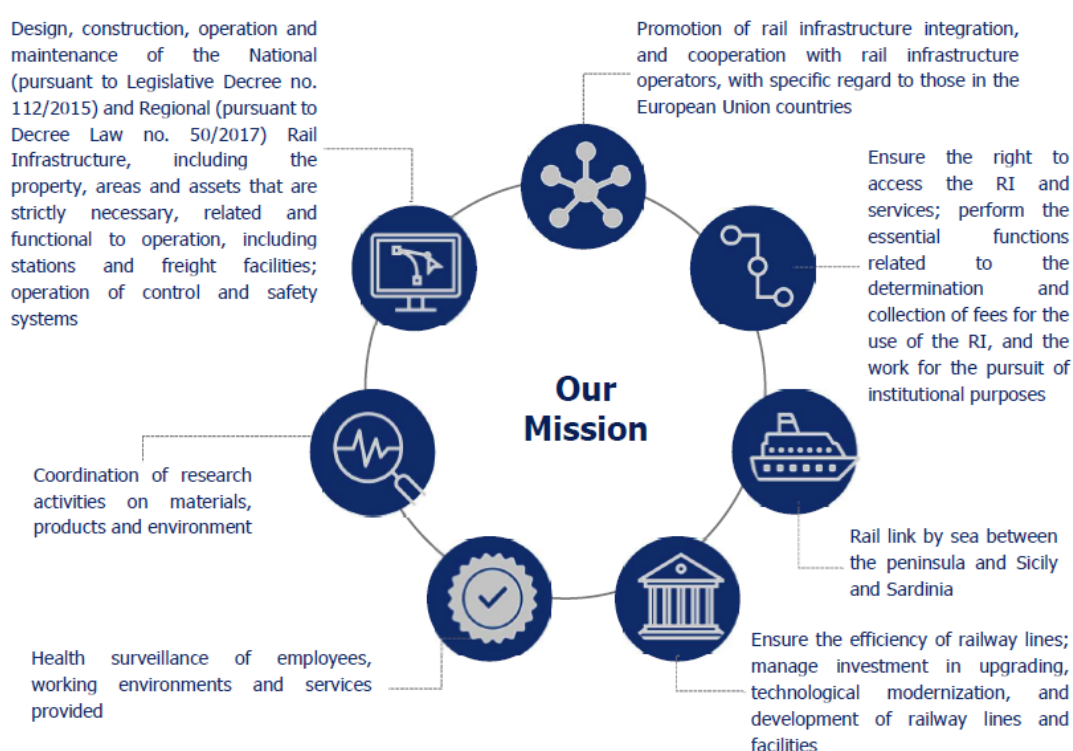 Design, construction, operation and
maintenance of the National
(pursuant to Legislative Decree no.
112/2015) and Regional (pursuant to
Decree Law no. 50/2017) Rail
Infrastructure, including the
property, areas and assets that are
strictly necessary, related and
functional to operation, including
stations and freight facilities;
operation of control and safety
systems
Promotion of rail infrastructure integration,
and cooperation with rail infrastructure
operators, with specific regard to those in the
European Union countries
Ensure the right to
access the RI and
services; perform the
essential functions
related to the
determination and
collection of fees for the
use of the RI, and the
work for the pursuit of
institutional purposes
Our
Mission
Coordination of research
activities on materials,
products and environment
Rail link by sea between
the peninsula and Sicily
and Sardinia
Health surveillance of employees,
working environments and services
provided
Ensure the efficiency of railway lines;
manage investment in upgrading,
technological modernization, and
development of railway lines and
facilities